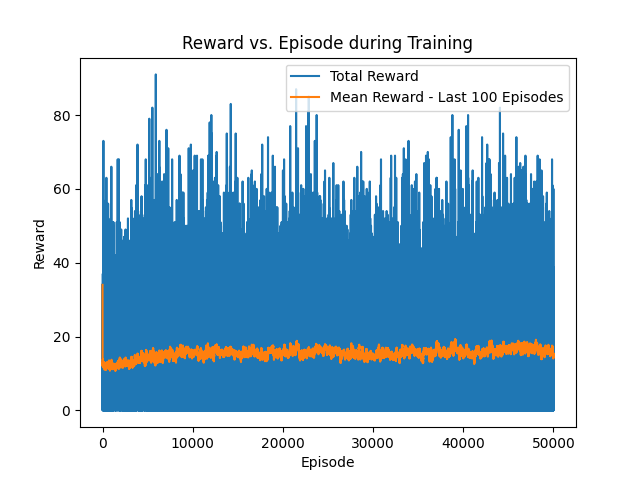 Reward vs. Episode during Training
Total Reward
Mean Reward - Last 100 Episodes
80
60
40
20
0
Reward
0 10000 20000 30000 40000 50000
Episode